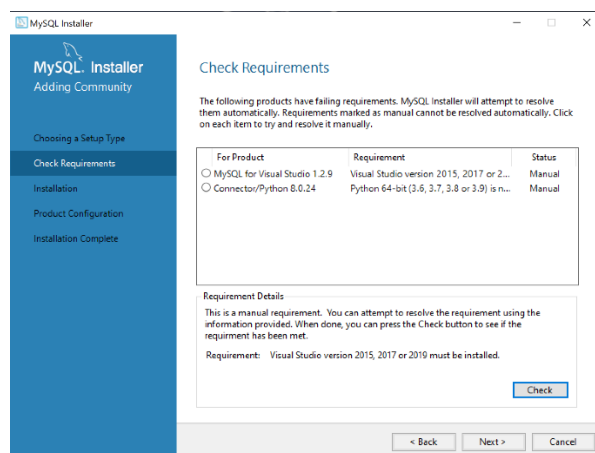 MySQL Installer
MySQL. Installer
Adding Community
Choosing a Setup Type
Check Requirements
Installation
Product Configuration
Installation Complete
Check Requirements
The following products have failing requirements. MySQL Installer will attempt to resolve
them automatically. Requirements marked as manual cannot be resolved automatically. Click
on each item to try and resolve it manually.
For Product Requirement Status
MySQL for Visual Studio 1.2.9 Visual Studio version 2015, 2017 or 2... Manual
Connector/Python 8.0.24 Python 64-bit (3.6, 3.7, 3.8 or 3.9) is n... Manual
Requirement Details
This is a manual requirement. You can attempt to resolve the requirement using the
information provided. When done, you can press the Check button to see if the
requirment has been met.
Requirement: Visual Studio version 2015, 2017 or 2019 must be installed.
Check
< Back Next > Cancel